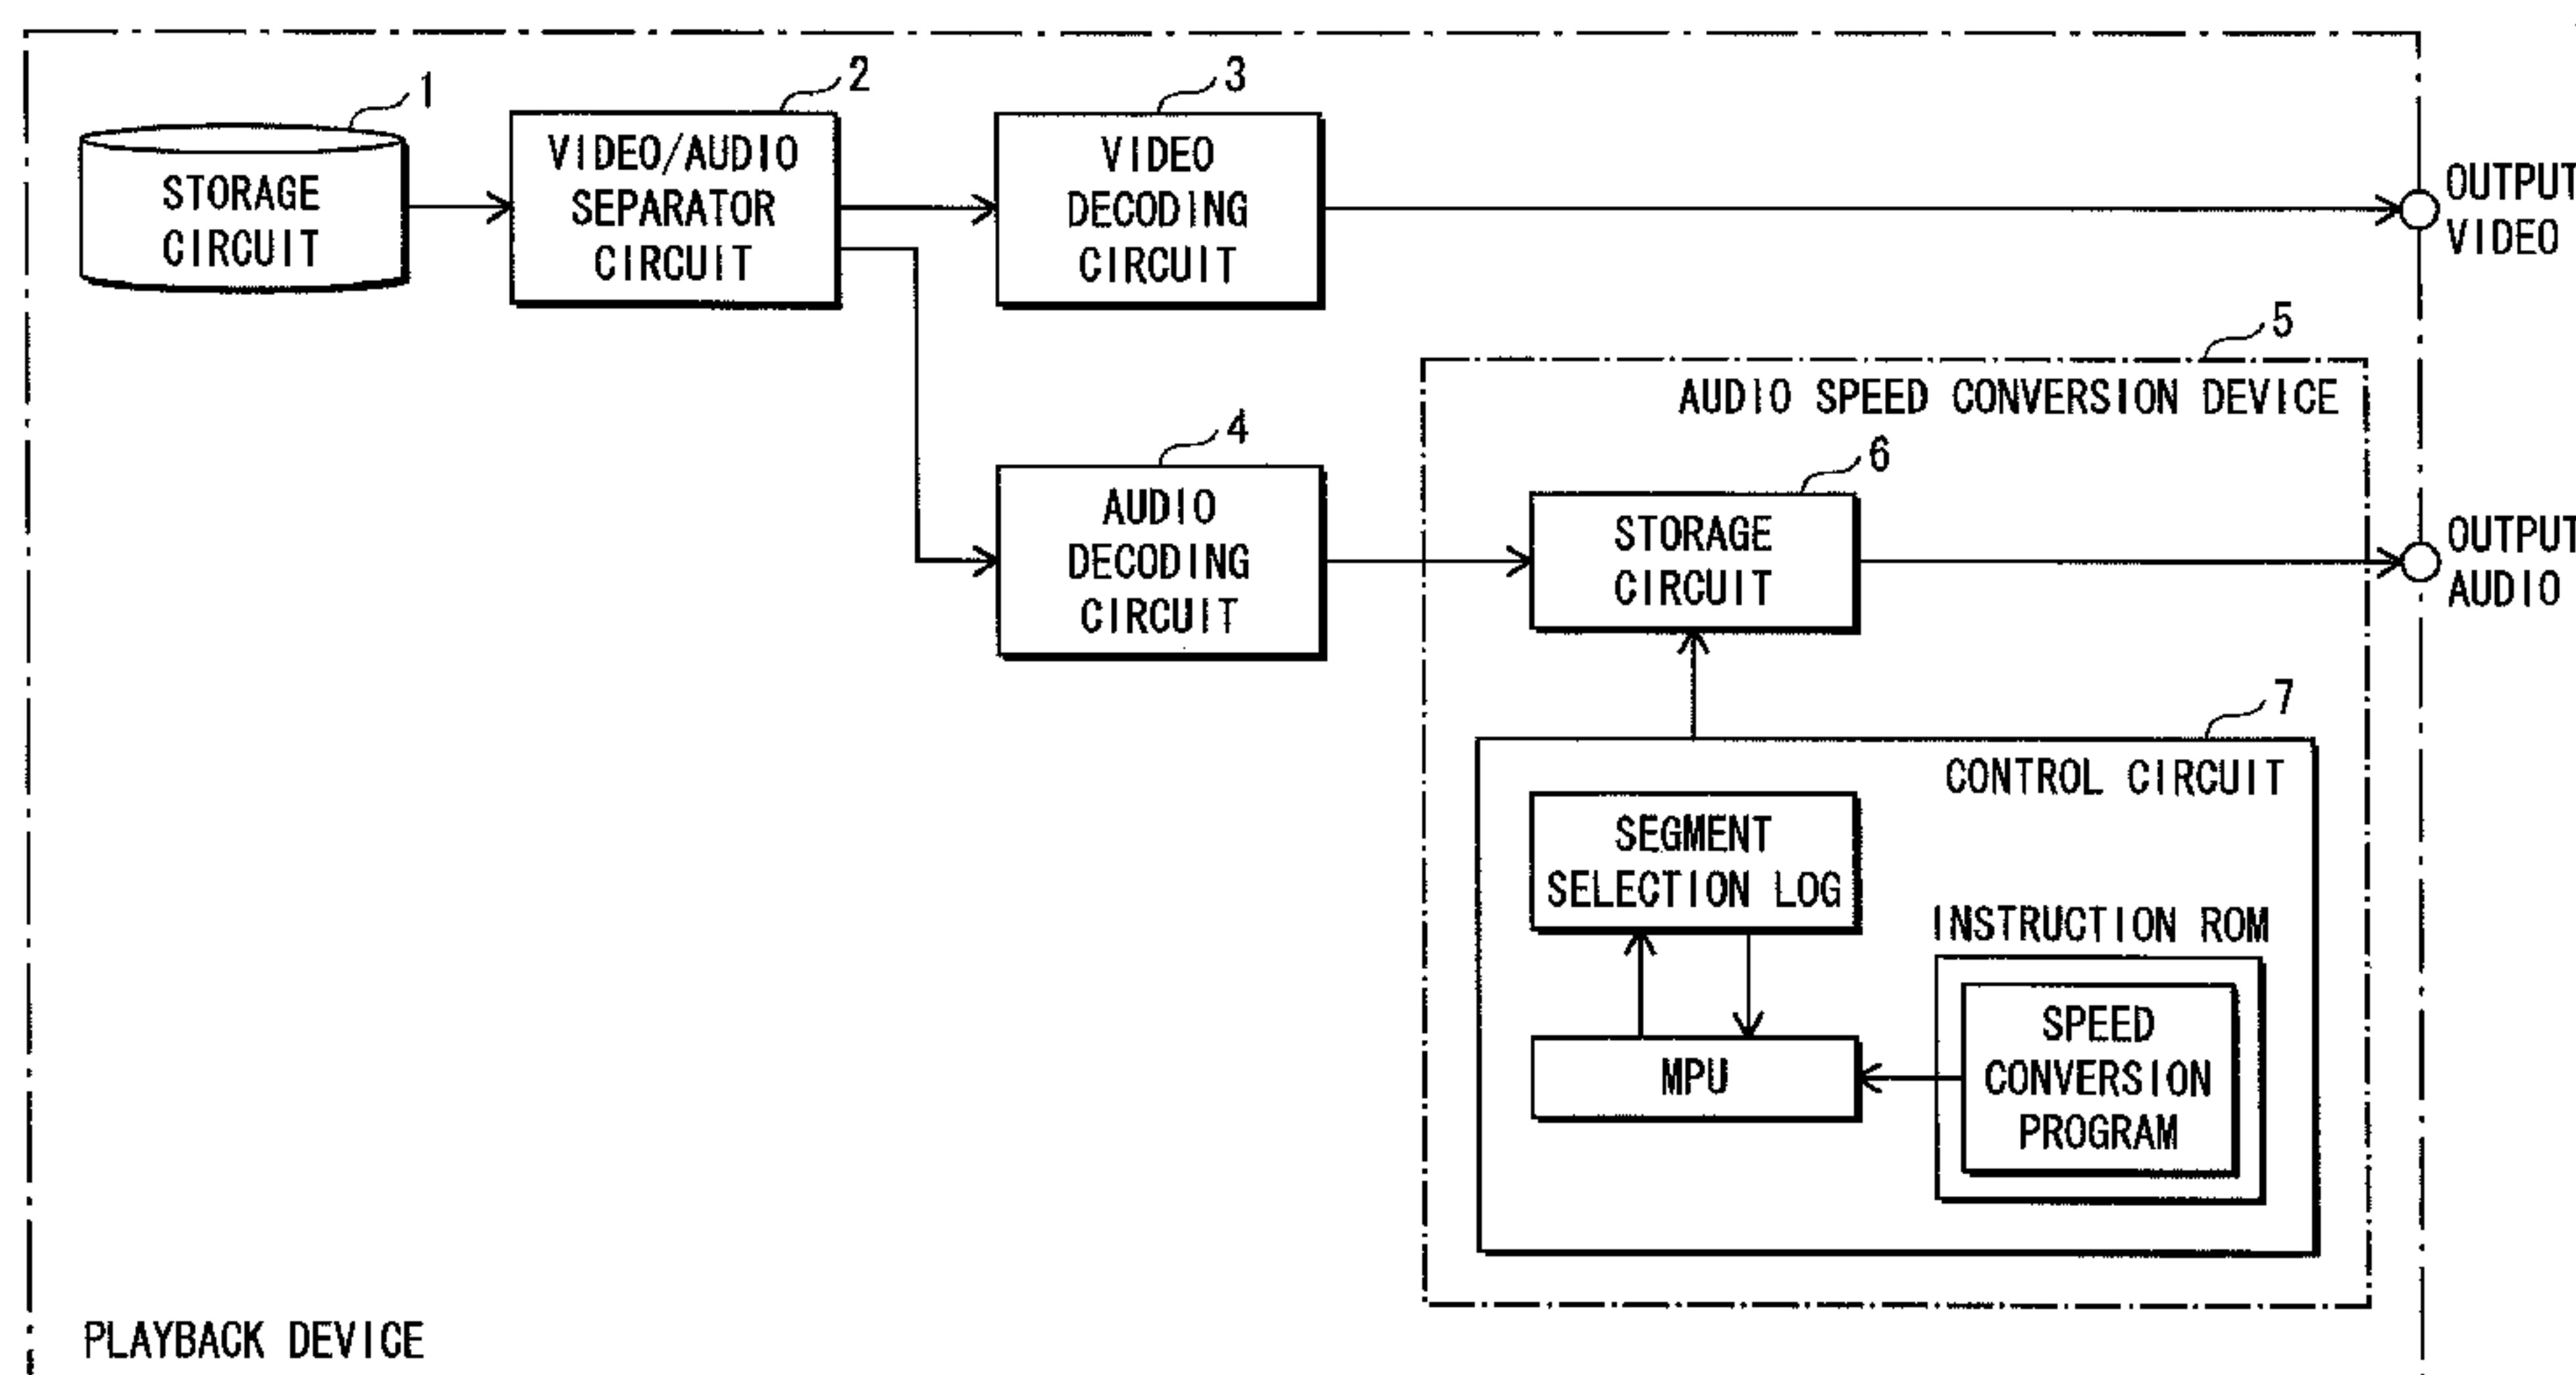 1
STORAGE
CIRCUIT
2
VIDEO/AUDIO
SEPARATOR
CIRCUIT
3
VIDEO
DECODING
CIRCUIT
OUTPUT
VIDEO
4
AUDIO
DECODING
CIRCUIT
5
AUDIO SPEED CONVERSION DEVICE
6
STORAGE
CIRCUIT
OUTPUT
AUDIO
7
CONTROL CIRCUIT
SEGMENT
SELECTION LOG
MPU
INSTRUCTION ROM
SPEED
CONVERSION
PROGRAM
PLAYBACK DEVICE